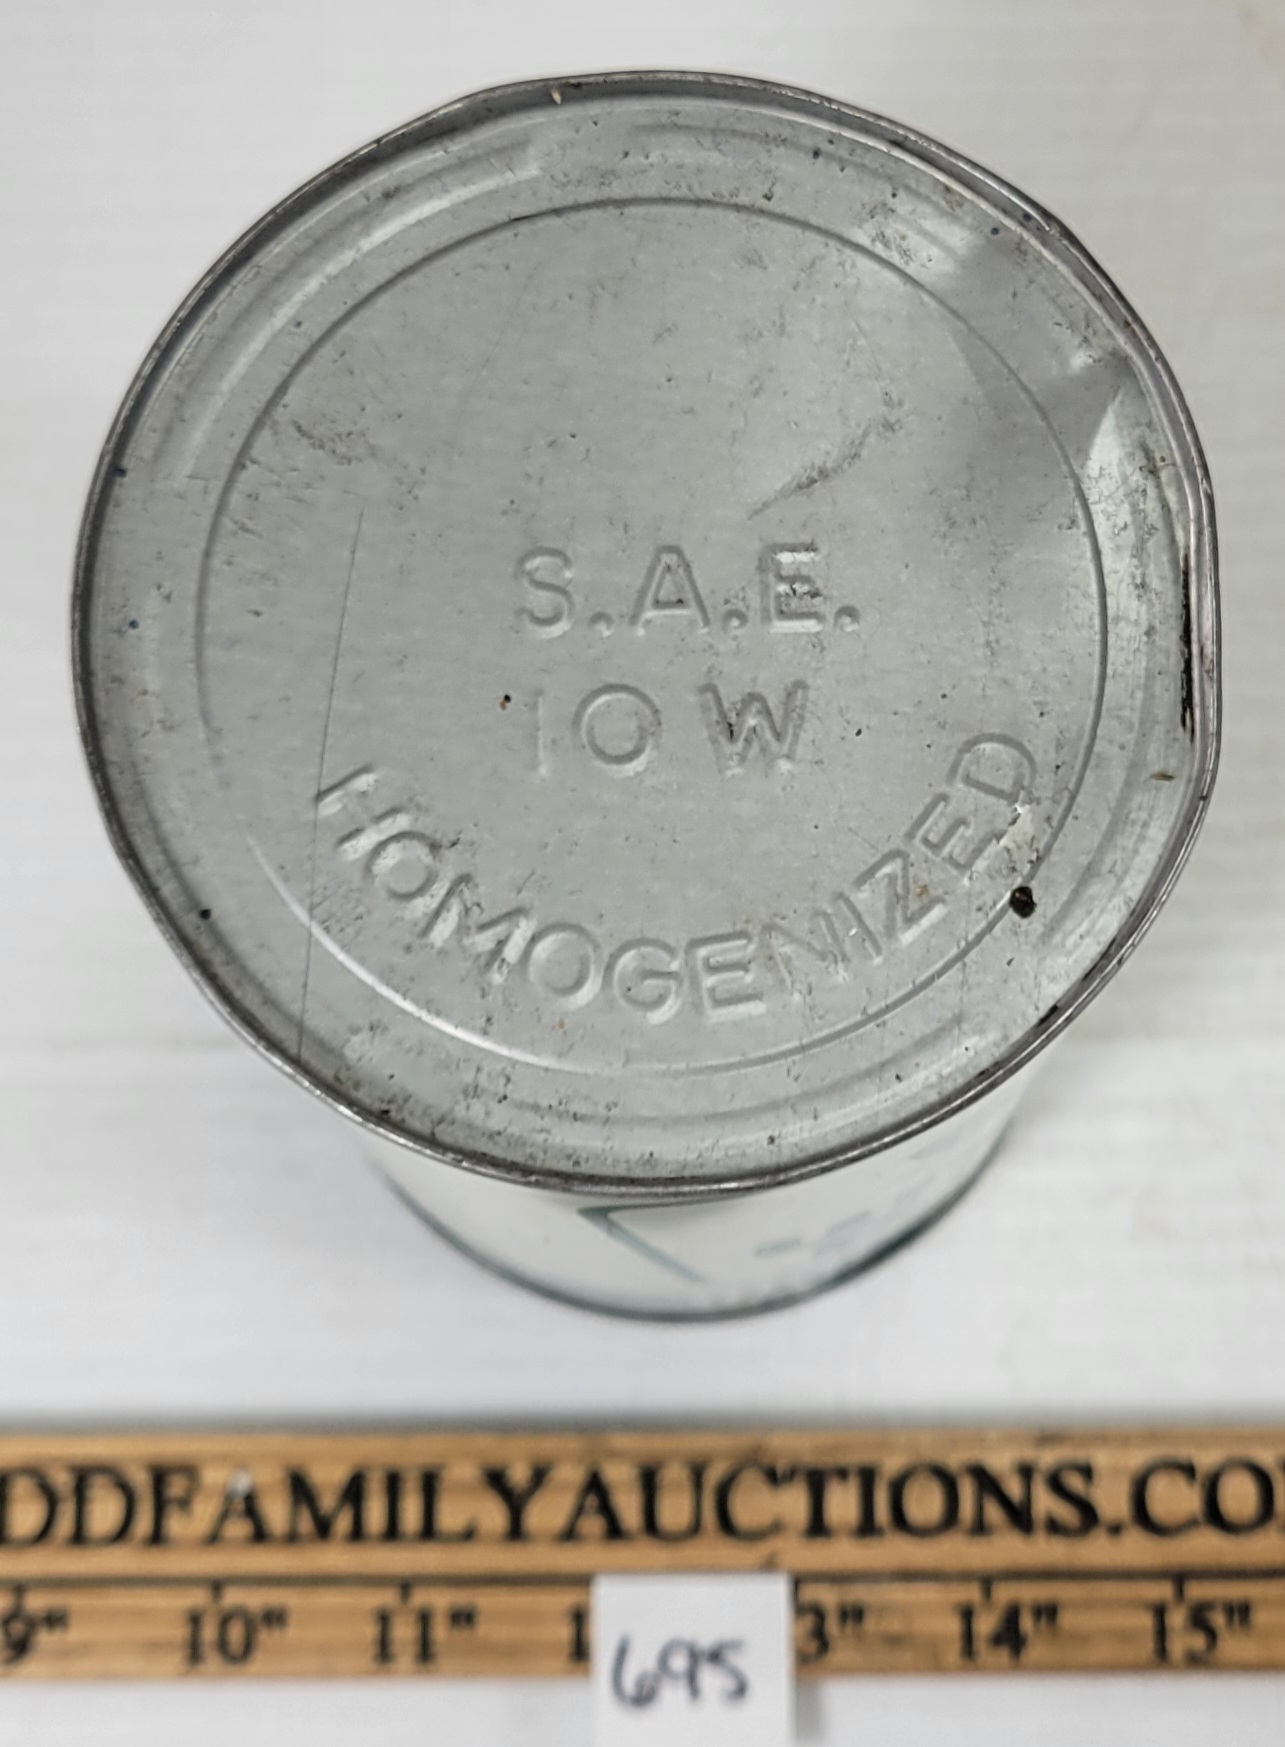 S.A.E.
10 W
HOMOGENIZED
DDFAMILYAUCTIONS.CO
9" 10" 11" 1 3" 14" 15"
695